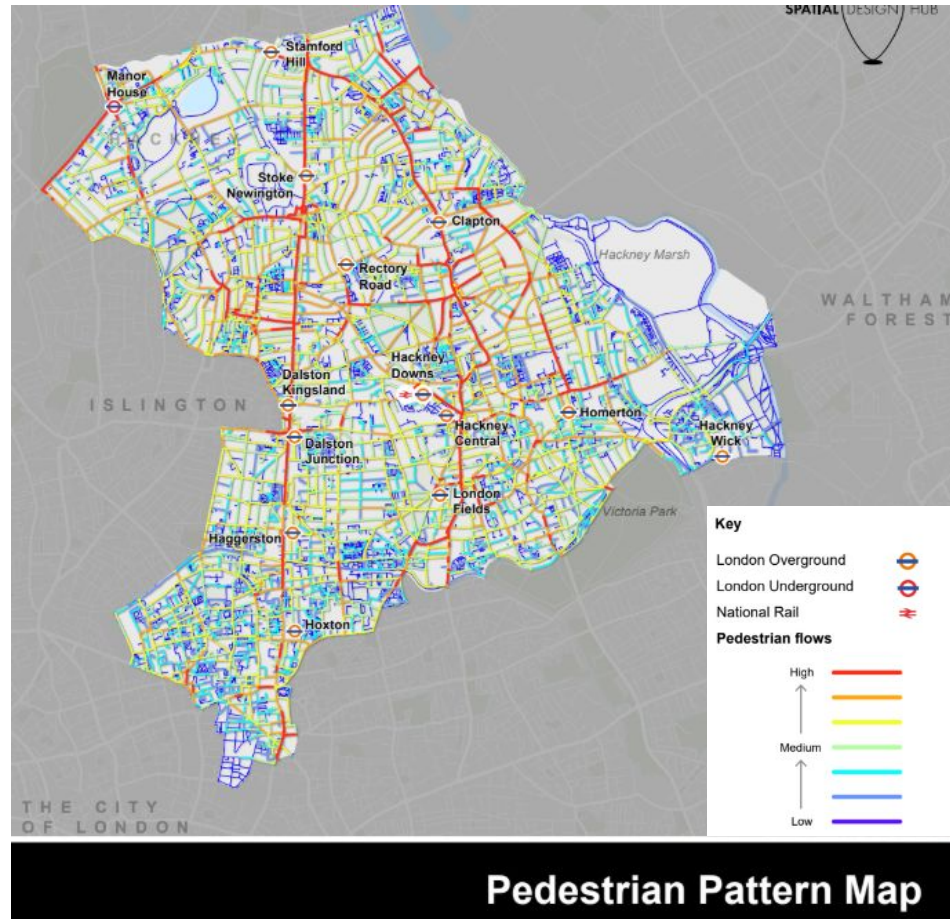 SPATIAL DESIGN HUB
Stamford
Hill
Manor
House
HACKNEY
Stoke
Newington
Clapton
Hackney Marsh
Rectory
Road
WALTHAM
FOREST
Hackney
Downs
Dalston
Kingsland
ISLINGTON
Homerton
Hackney
Central
Hackney
Wick
Dalston
Junction
London
Fields
Victoria Park
Haggerston
Hoxton
Key
London Overground
London Underground
National Rail
Pedestrian flows
High
Medium
Low
THE CITY
OF LONDON
Pedestrian Pattern Map